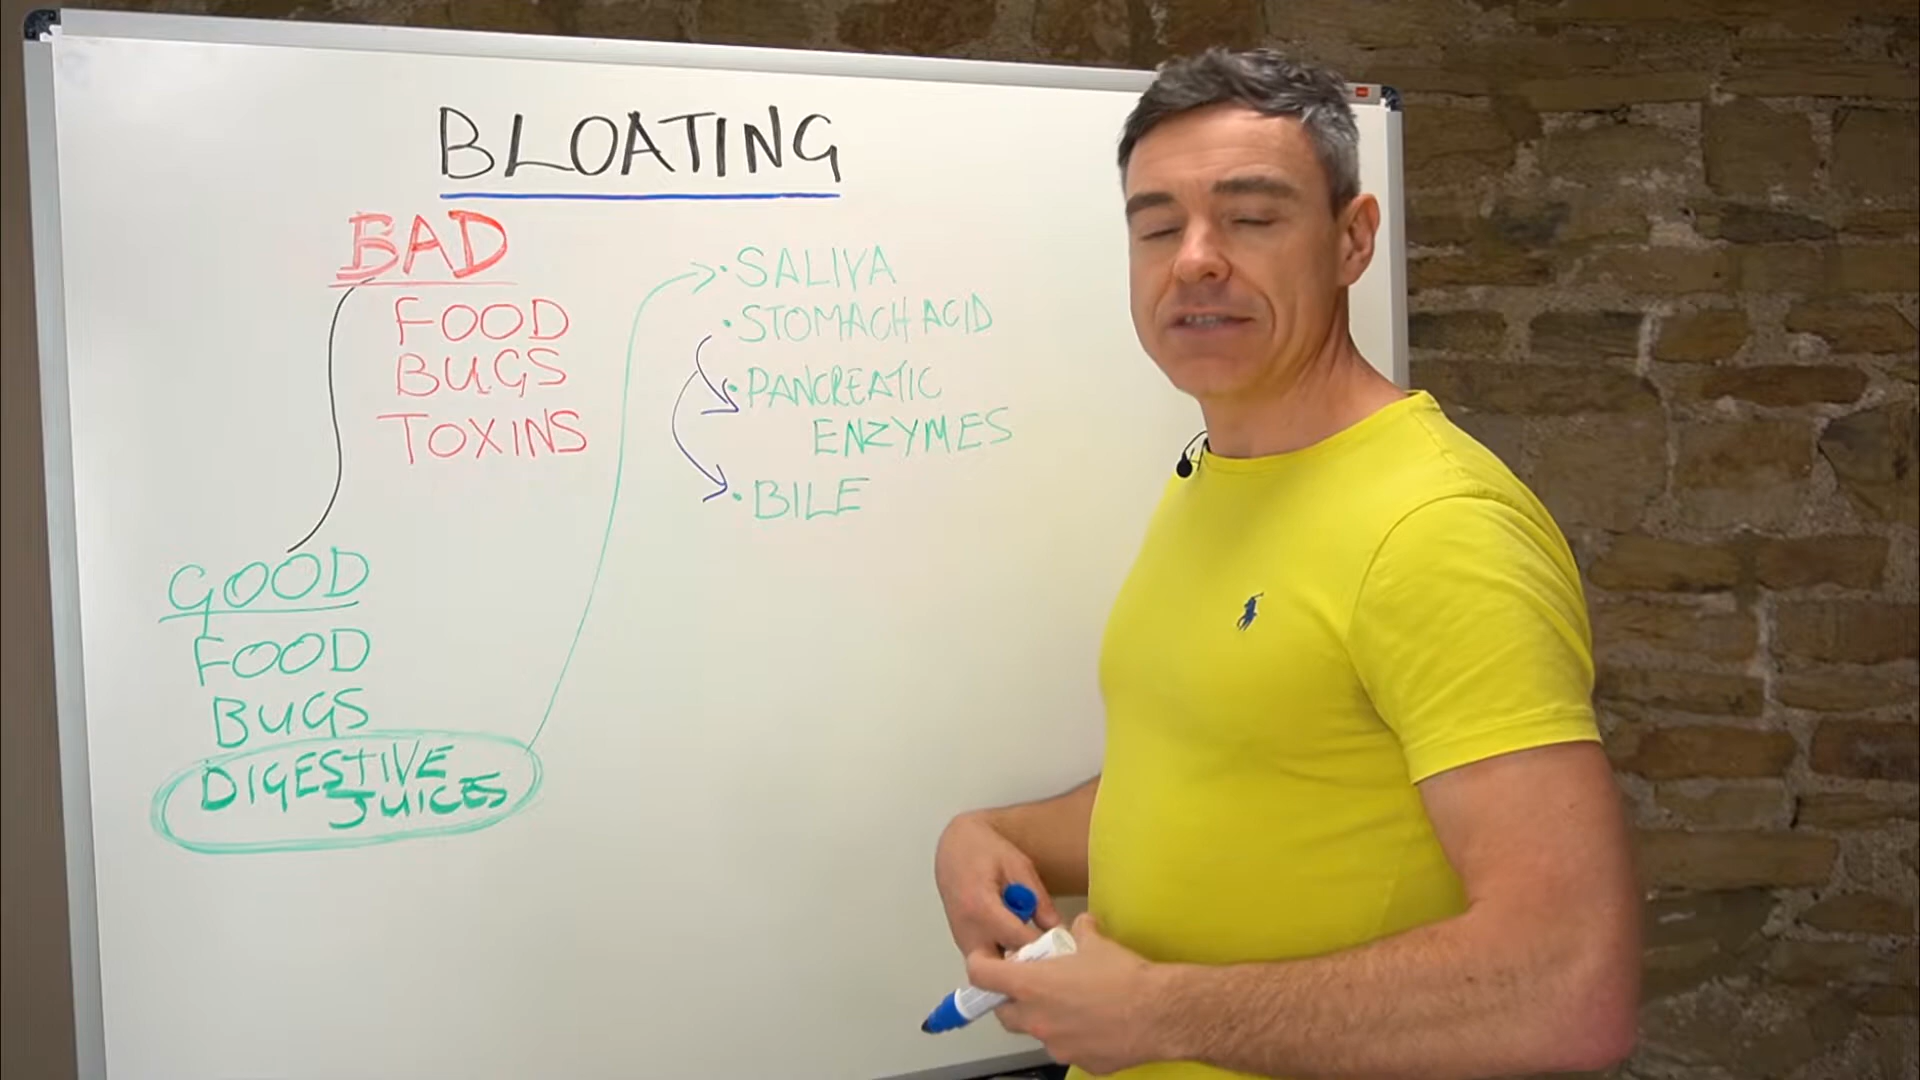 BLOATING
BAD
FOOD
BUGS
TOXINS
GOOD
FOOD
BUGS
DIGESTIVE
JUICES
· SALIVA
· STOMACH ACID
· PANCREATIC
ENZYMES
· BILE